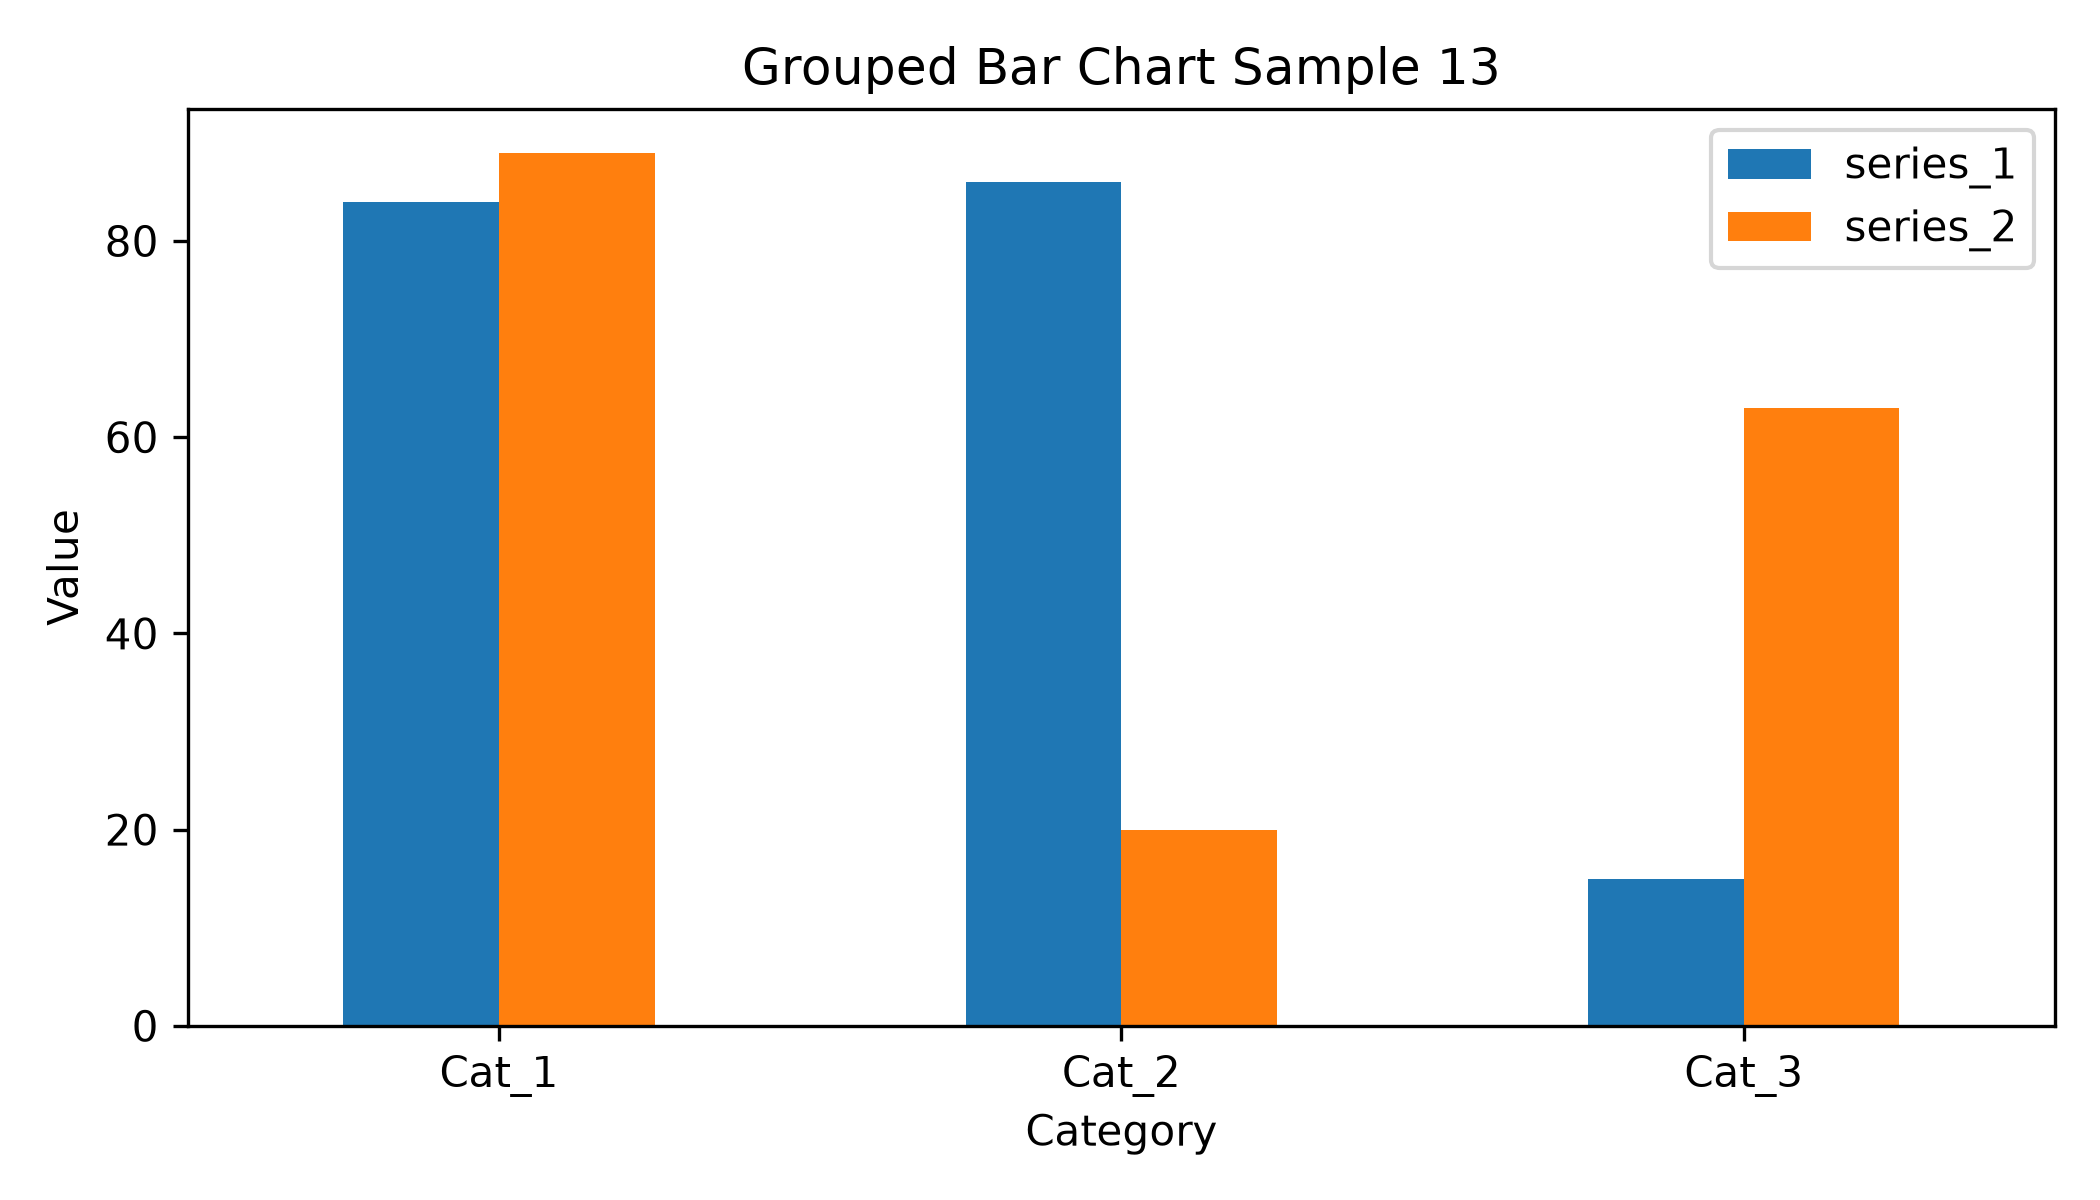 Grouped Bar Chart Sample 13
series_1
series_2
80
60
40
20
0
Value
Cat_1 Cat_2 Cat_3
Category